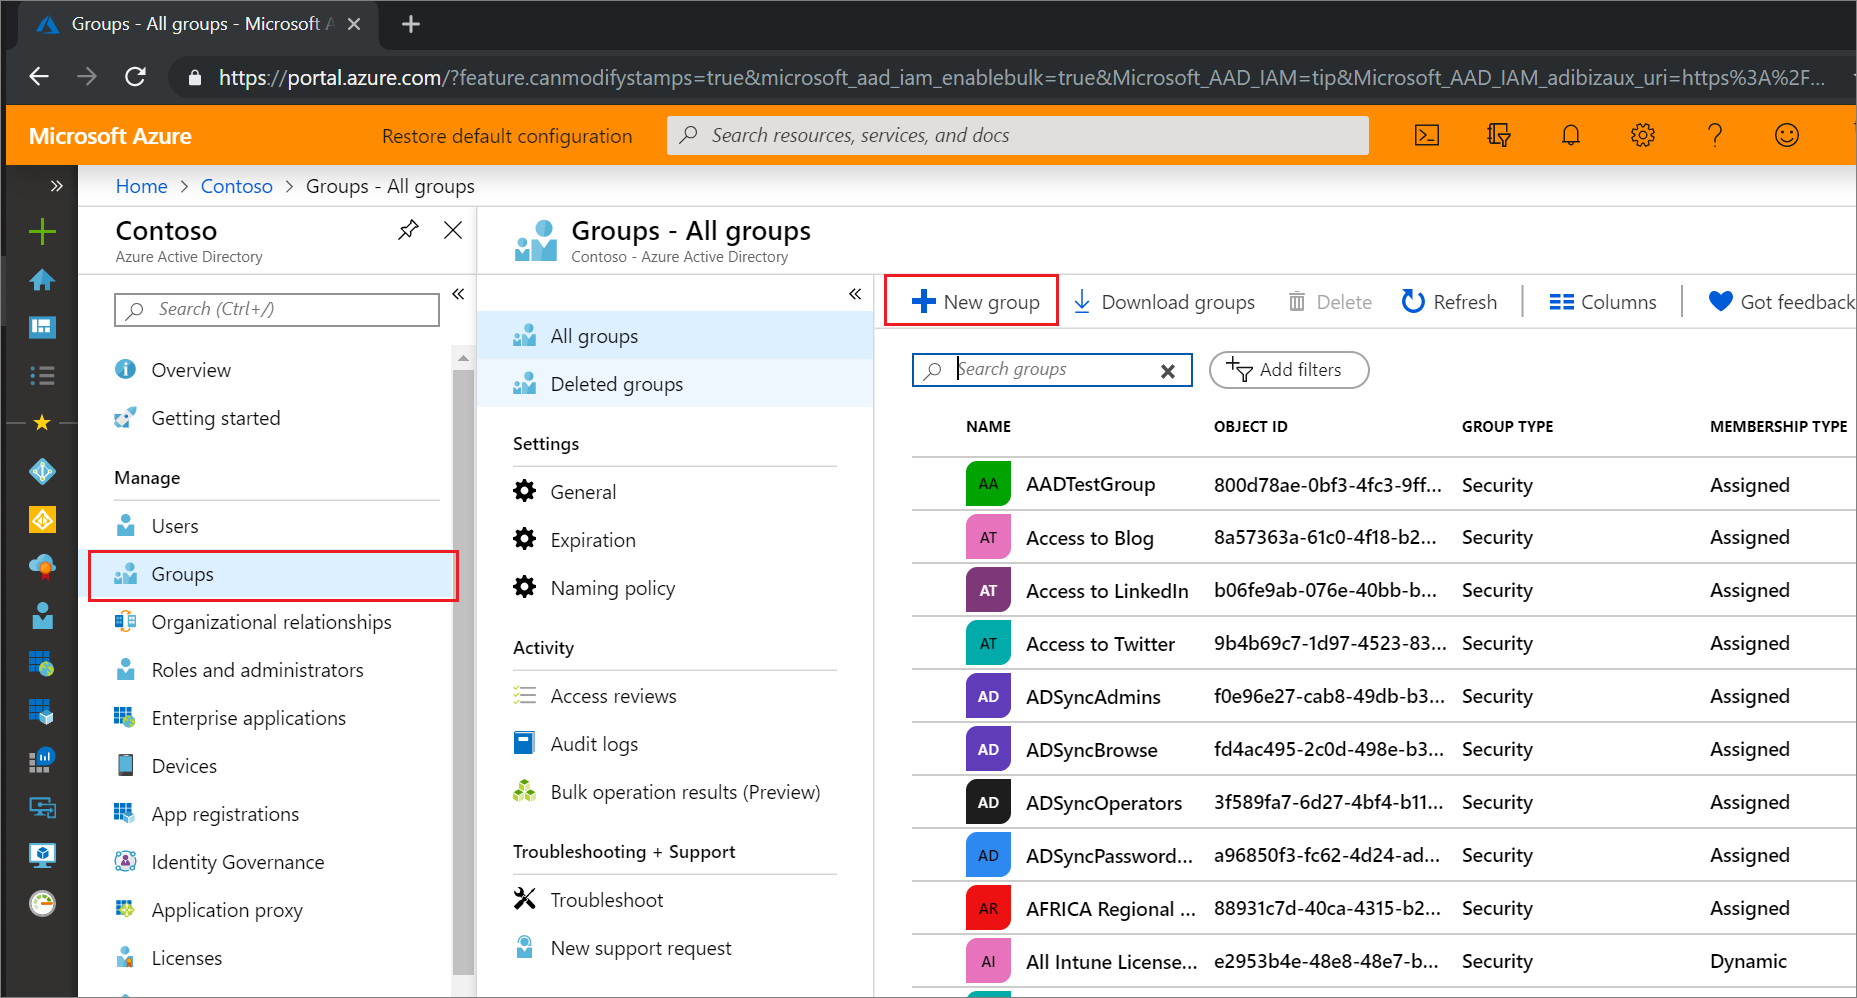 Groups - All groups - Microsoft A
https://portal.azure.com/?feature.canmodifystamps=true&microsoft_aad_iam_enablebulk=true&Microsoft_AAD_IAM=tip&Microsoft_AAD_IAM_adibizaux_uri=https%3A%2F...
Microsoft Azure
Restore default configuration
Search resources, services, and docs
Home > Contoso > Groups - All groups
Contoso
Azure Active Directory
Search (Ctrl+/)
Overview
Getting started
Manage
Users
Groups
Organizational relationships
Roles and administrators
Enterprise applications
Devices
App registrations
Identity Governance
Application proxy
Licenses
Groups - All groups
Contoso - Azure Active Directory
All groups
Deleted groups
Settings
General
Expiration
Naming policy
Activity
Access reviews
Audit logs
Bulk operation results (Preview)
Troubleshooting + Support
Troubleshoot
New support request
New group
Download groups
Delete
Refresh
Columns
Got feedback
Search groups
Add filters
NAME OBJECT ID GROUP TYPE MEMBERSHIP TYPE
AA AADTestGroup 800d78ae-0bf3-4fc3-9ff... Security Assigned
AT Access to Blog 8a57363a-61c0-4f18-b2... Security Assigned
AT Access to LinkedIn b06fe9ab-076e-40bb-b... Security Assigned
AT Access to Twitter 9b4b69c7-1d97-4523-83... Security Assigned
AD ADSyncAdmins f0e96e27-cab8-49db-b3... Security Assigned
AD ADSyncBrowse fd4ac495-2c0d-498e-b3... Security Assigned
AD ADSyncOperators 3f589fa7-6d27-4bf4-b11... Security Assigned
AD ADSyncPassword... a96850f3-fc62-4d24-ad... Security Assigned
AR AFRICA Regional ... 88931c7d-40ca-4315-b2... Security Assigned
AI All Intune License... e2953b4e-48e8-48e7-b... Security Dynamic